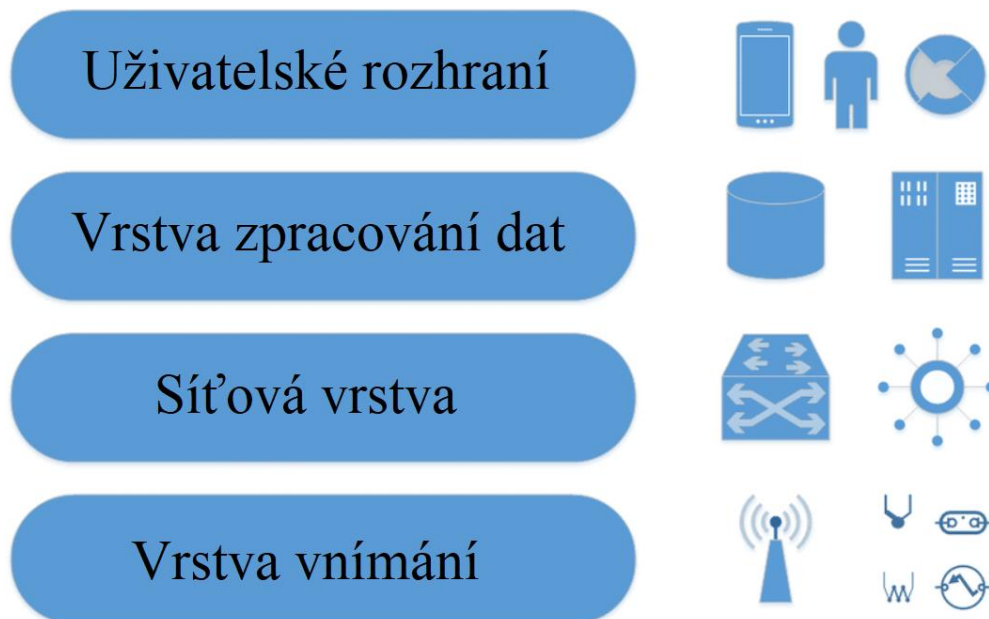 Uživatelské rozhraní
Vrstva zpracování dat
Síťová vrstva
Vrstva vnímání